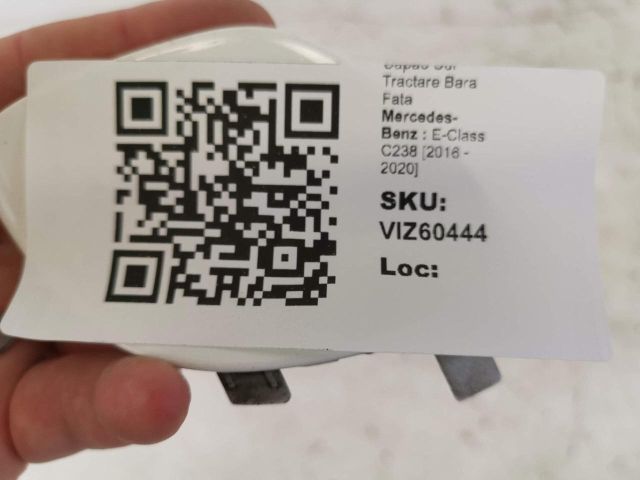 Tractare Bara
Fata
Mercedes-
Benz : E-Class
C238 [2016 -
2020]
SKU:
VIZ60444
Loc: